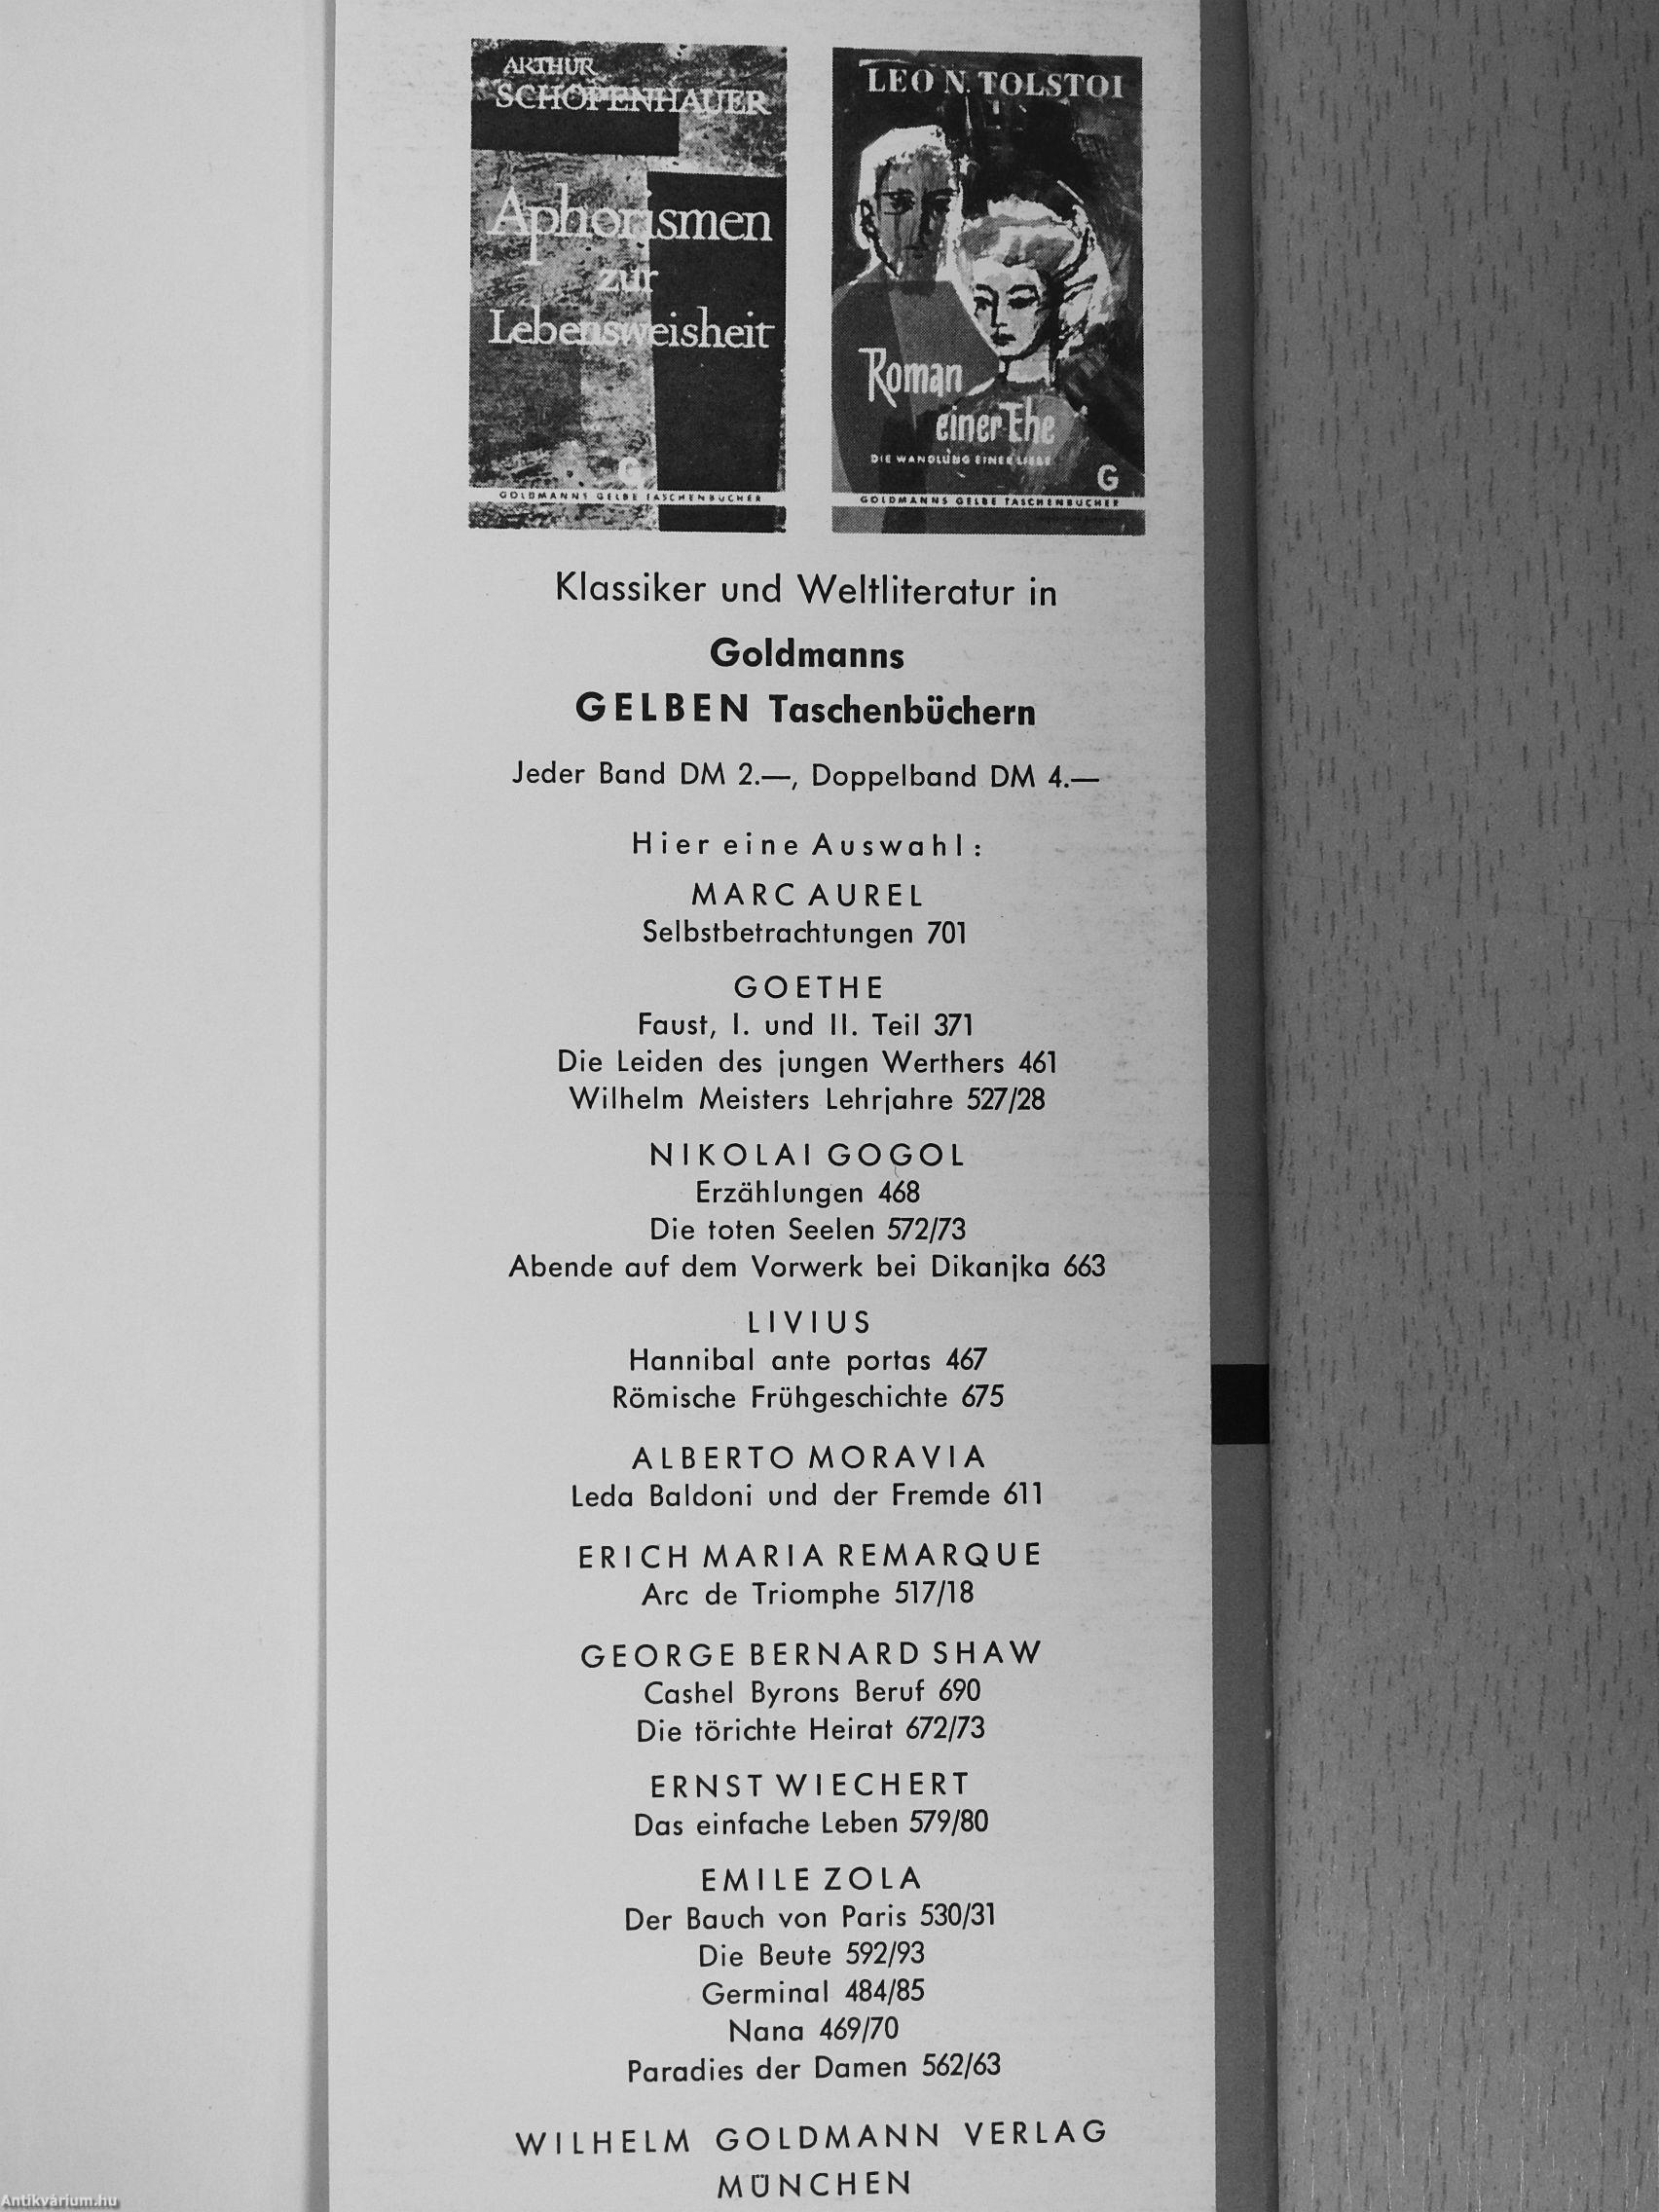 ARTHUR
SCHOPENHAUER
Aphorismen
zur
Lebensweisheit
G
GOLDMANNS GELBE TASCHENBÜCHER
LEO N. TOLSTOI
Roman
einer Ehe
DIE WANDLUNG EINER LIEBE
G
GOLDMANNS GELBE TASCHENBÜCHER
Klassiker und Weltliteratur in
Goldmanns
GELBEN Taschenbüchern
Jeder Band DM 2.—, Doppelband DM 4.—
Hier eine Auswahl:
MARC AUREL
Selbstbetrachtungen 701
GOETHE
Faust, I. und II. Teil 371
Die Leiden des jungen Werthers 461
Wilhelm Meisters Lehrjahre 527/28
NIKOLAI GOGOL
Erzählungen 468
Die toten Seelen 572/73
Abende auf dem Vorwerk bei Dikanjka 663
LIVIUS
Hannibal ante portas 467
Römische Frühgeschichte 675
ALBERTO MORAVIA
Leda Baldoni und der Fremde 611
ERICH MARIA REMARQUE
Arc de Triomphe 517/18
GEORGE BERNARD SHAW
Cashel Byrons Beruf 690
Die törichte Heirat 672/73
ERNST WIECHERT
Das einfache Leben 579/80
EMILE ZOLA
Der Bauch von Paris 530/31
Die Beute 592/93
Germinal 484/85
Nana 469/70
Paradies der Damen 562/63
WILHELM GOLDMANN VERLAG
MÜNCHEN
Antikvárium.hu